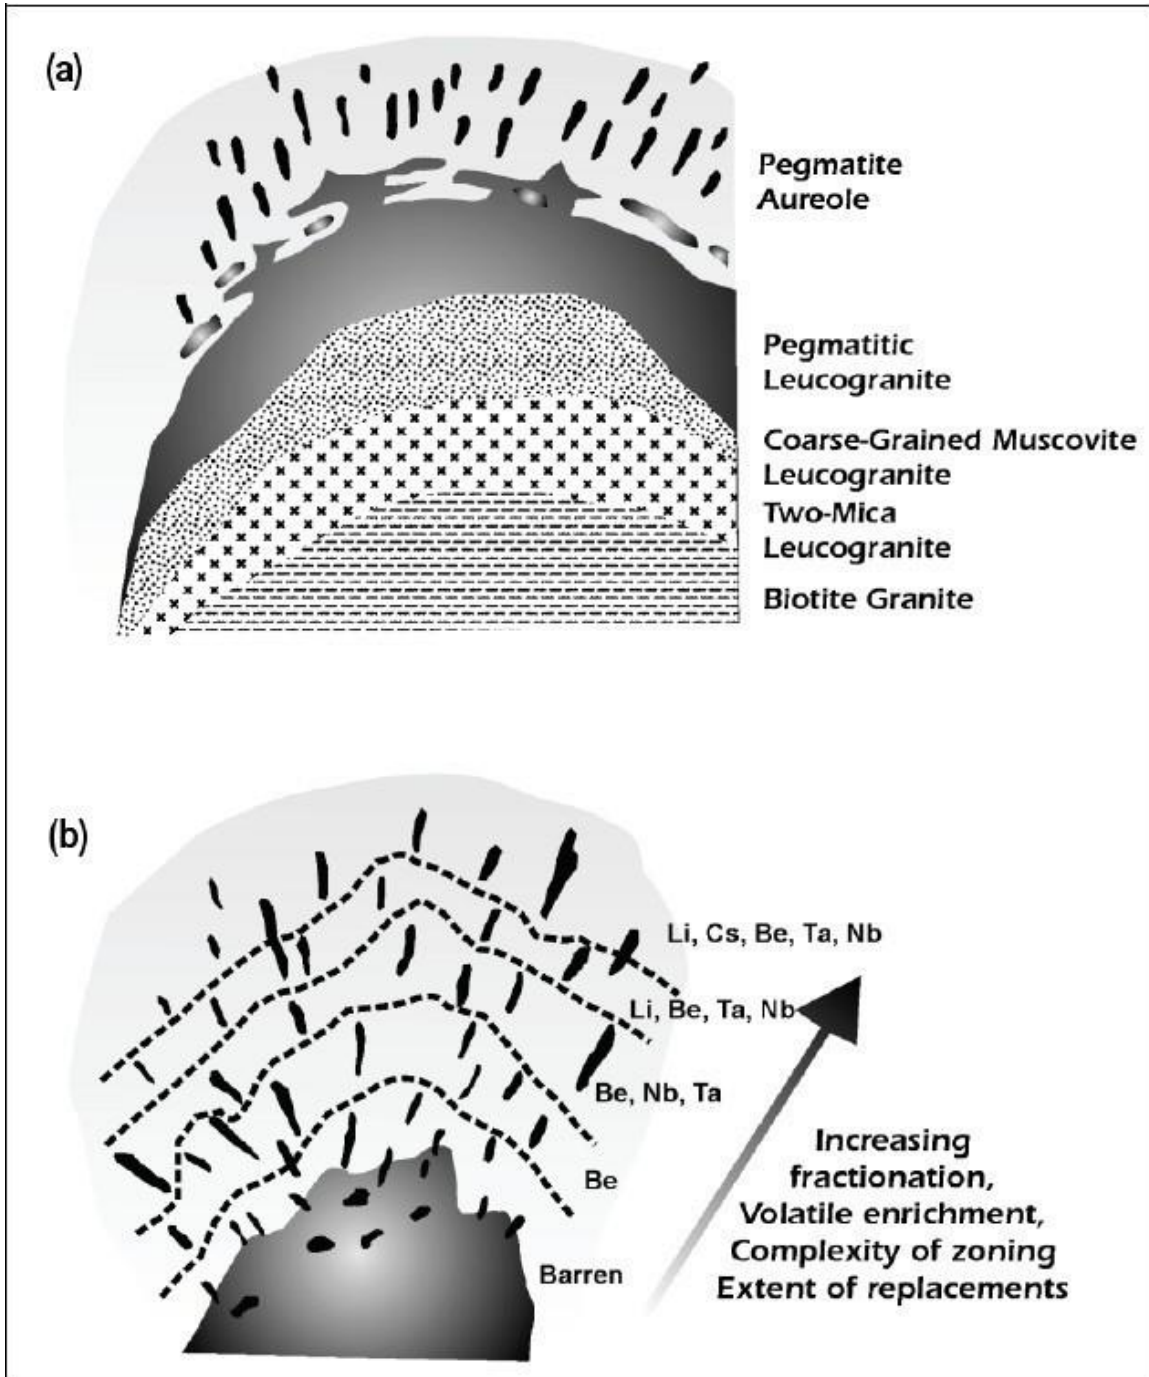 (a)
Pegmatite
Aureole
Pegmatitic
Leucogranite
Coarse-Grained Muscovite
Leucogranite
Two-Mica
Leucogranite
Biotite Granite
(b)
Li, Cs, Be, Ta, Nb
Li, Be, Ta, Nb
Be, Nb, Ta
Be
Barren
Increasing
fractionation,
Volatile enrichment,
Complexity of zoning
Extent of replacements